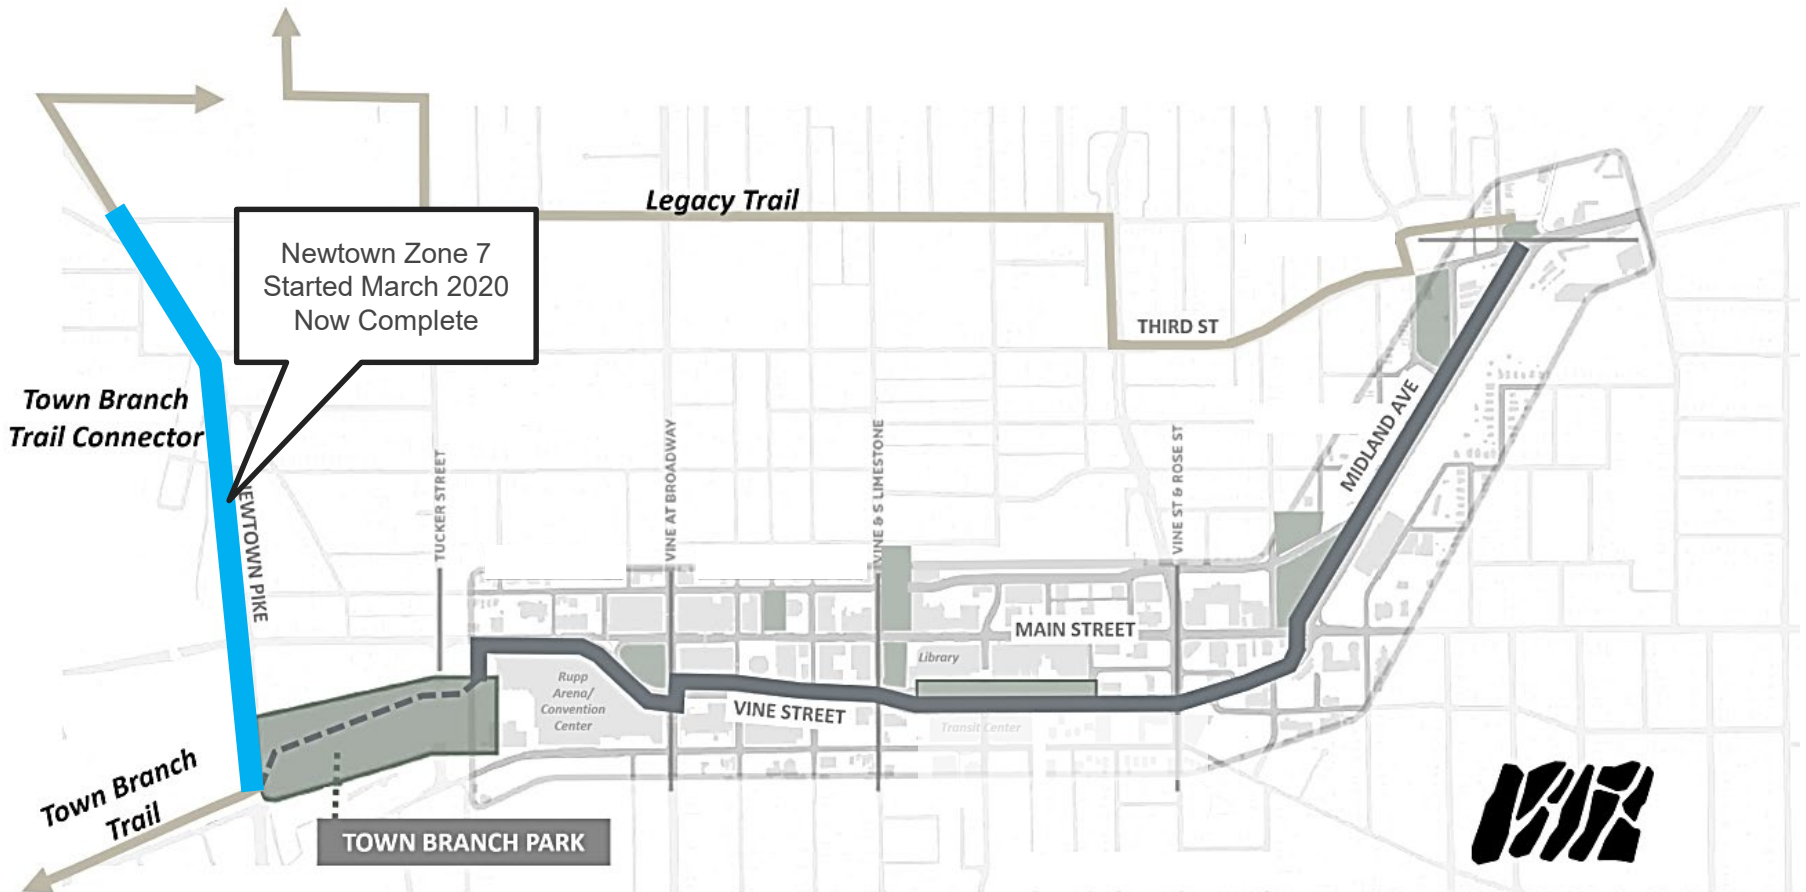 Legacy Trail
Newtown Zone 7
Started March 2020
Now Complete
THIRD ST
Town Branch
Trail Connector
MIDLAND AVE
NEWTOWN PIKE
TUCKER STREET
VINE AT BROADWAY
VINE & S LIMESTONE
VINE ST & ROSE ST
MAIN STREET
Library
Rupp
Arena/
Convention
Center
VINE STREET
Transit Center
Town Branch
Trail
TOWN BRANCH PARK